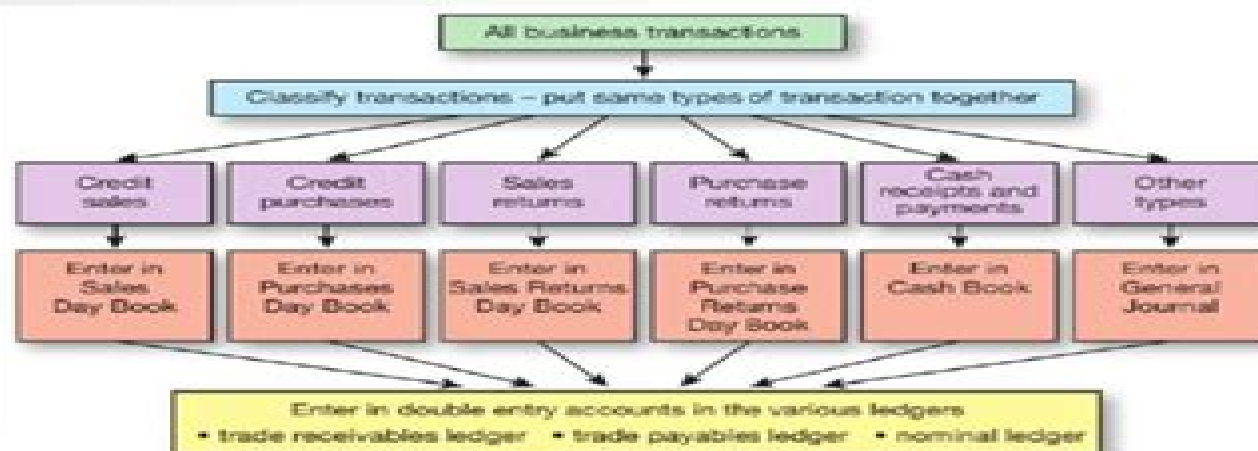 All business transactions
Classify transactions – put same types of transaction together
Credit
sales
Credit
purchases
Sales
returns
Purchase
returns
Cash
receipts and
payments
Other
types
Enter in
Sales
Day Book
Enter in
Purchases
Day Book
Enter in
Sales Returns
Day Book
Enter in
Purchase
Returns
Day Book
Enter in
Cash Book
Enter in
General
Journal
Enter in double entry accounts in the various ledgers
• trade receivables ledger • trade payables ledger • nominal ledger